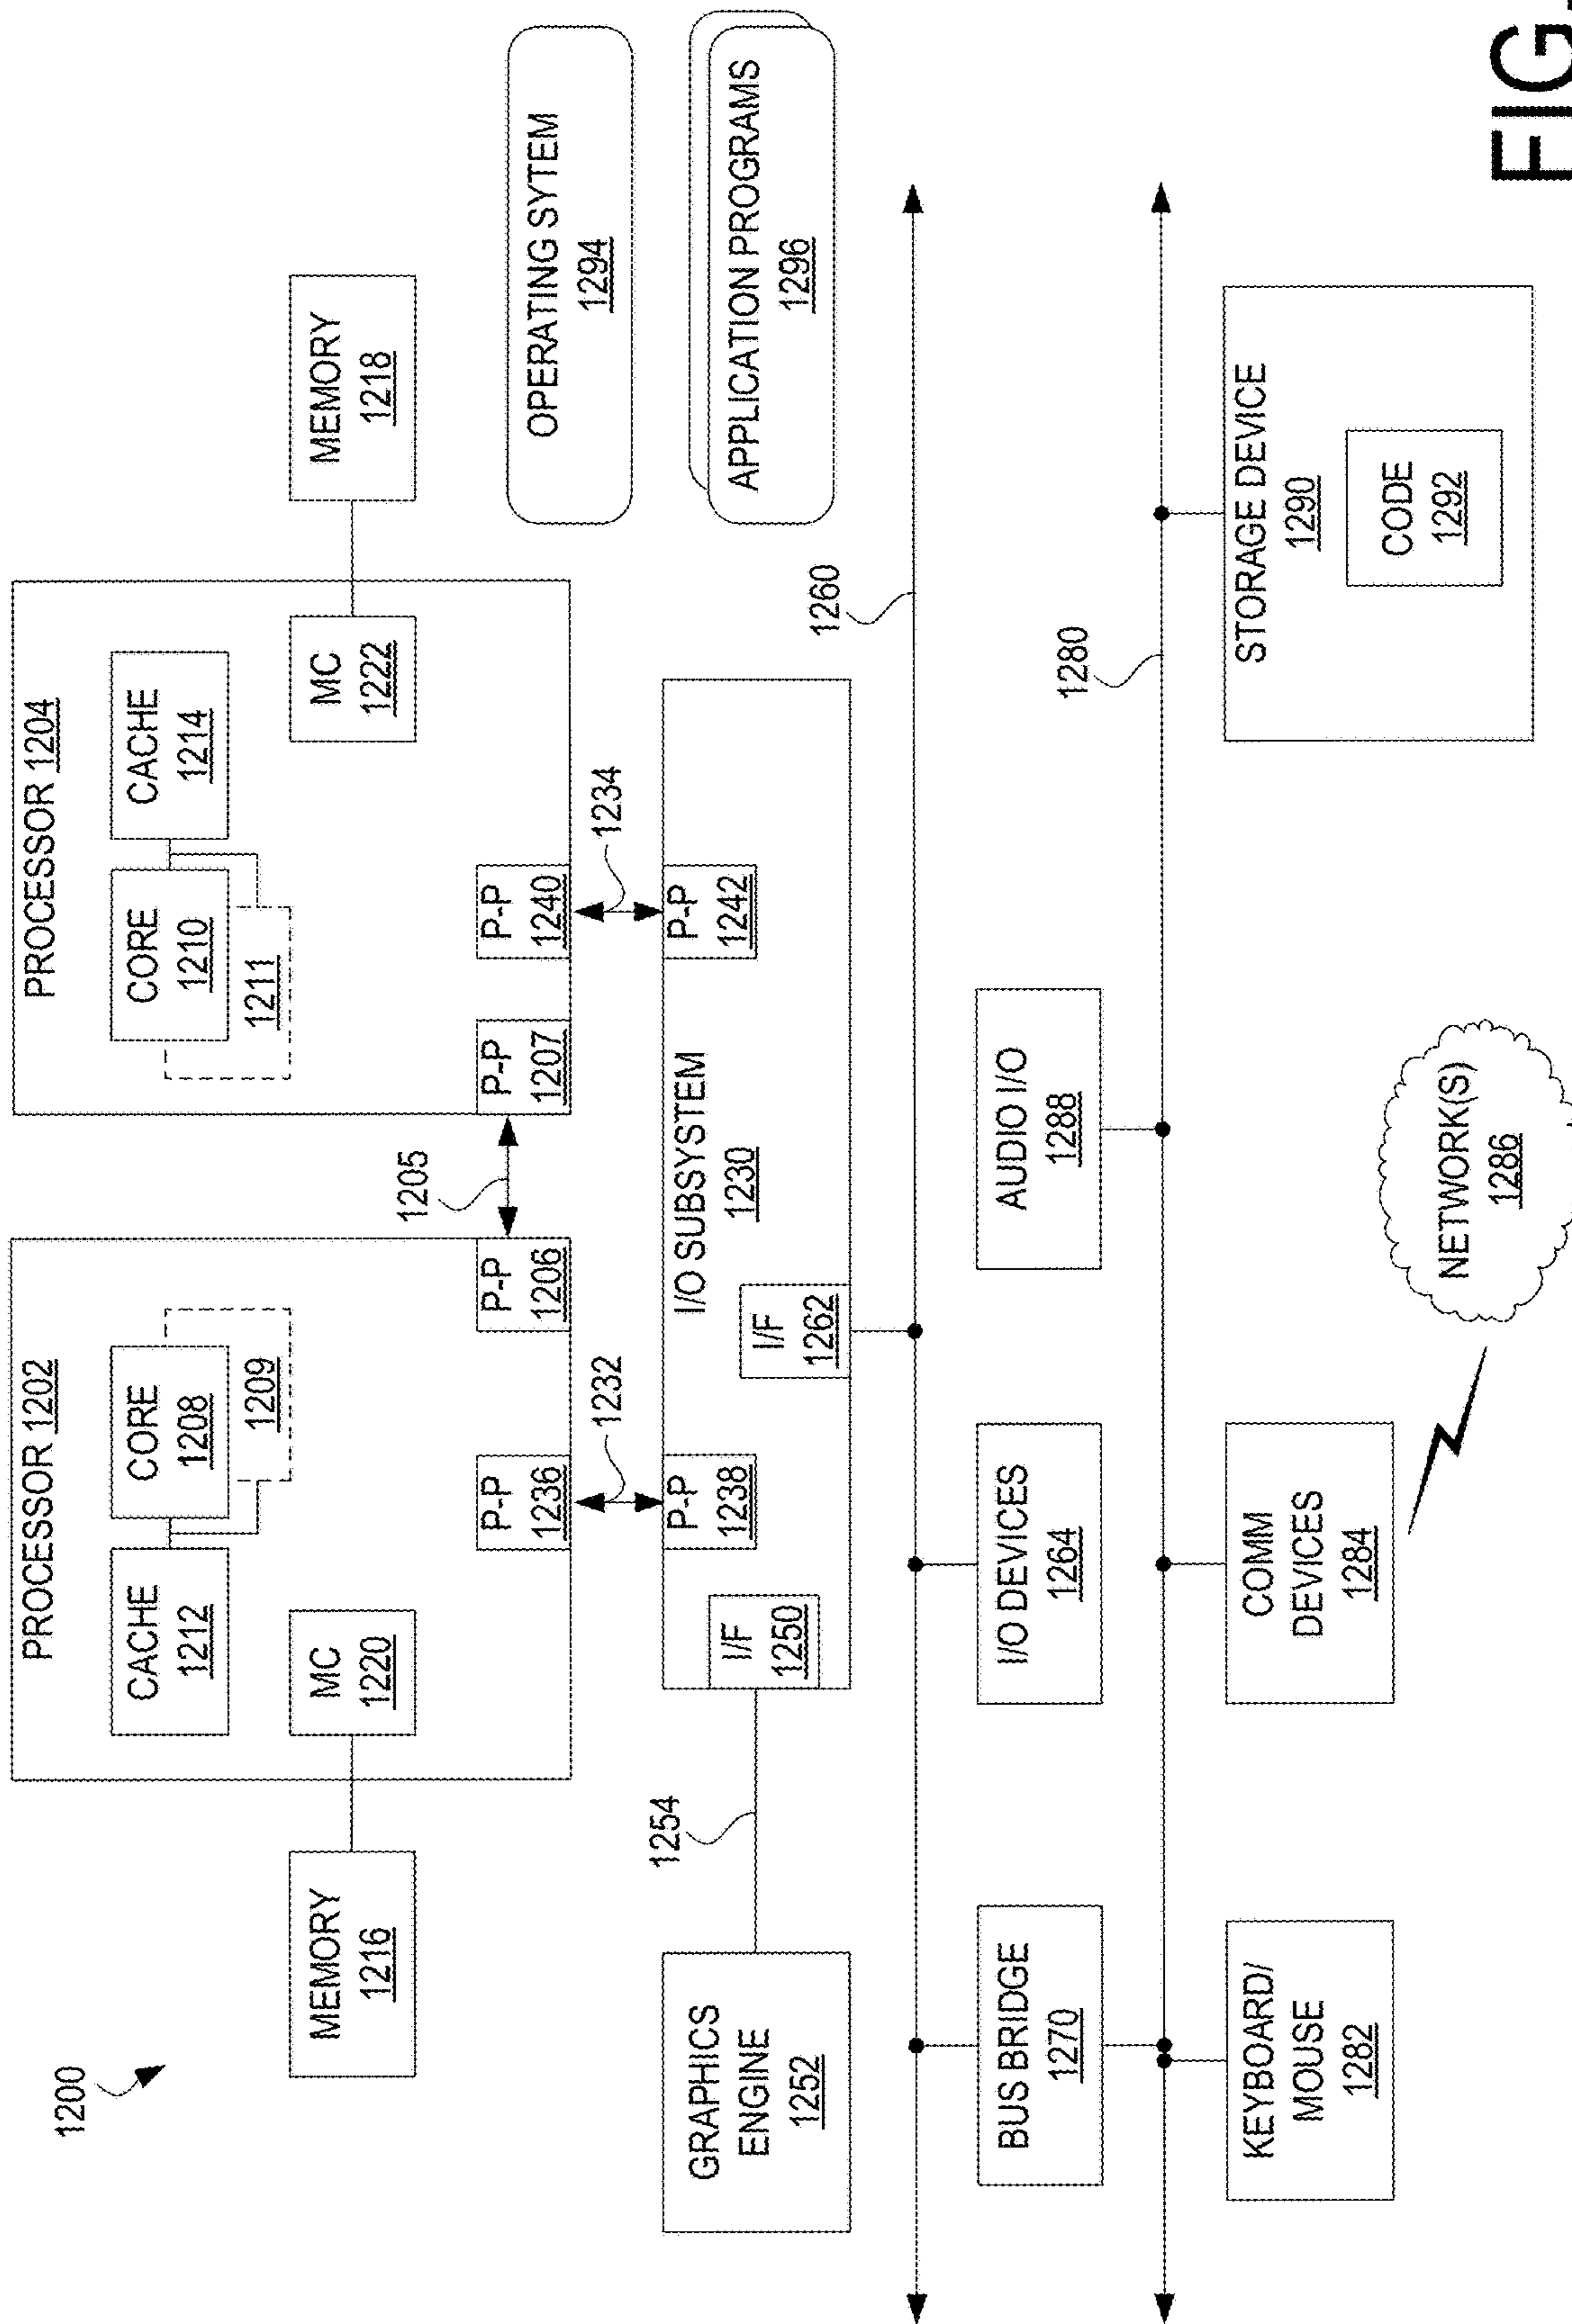 1200
PROCESSOR 1202
CACHE
1212
CORE
1208
1209
MC
1220
MEMORY
1216
P-P
1236
P-P
1206
1205
PROCESSOR 1204
CORE
1210
1211
CACHE
1214
MC
1222
MEMORY
1218
P-P
1207
P-P
1240
1232
1234
OPERATING SYTEM
1294
APPLICATION PROGRAMS
1296
GRAPHICS
ENGINE
1252
1254
I/F
1250
P-P
1238
I/O SUBSYSTEM
1230
I/F
1262
P-P
1242
1260
BUS BRIDGE
1270
I/O DEVICES
1264
AUDIO I/O
1288
1280
KEYBOARD/
MOUSE
1282
COMM
DEVICES
1284
NETWORK(S)
1286
STORAGE DEVICE
1290
CODE
1292
FIG.